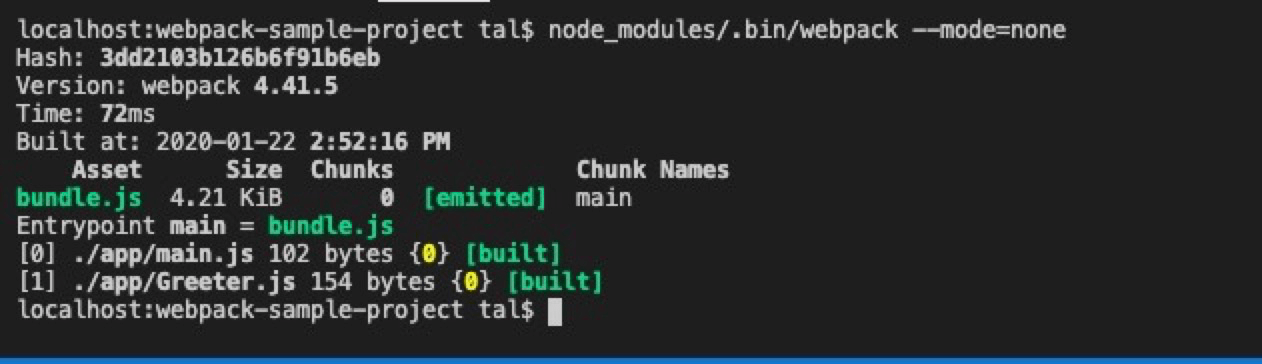 localhost:webpack-sample-project tal$ node_modules/.bin/webpack --mode=none
Hash: 3dd2103b126b6f91b6eb
Version: webpack 4.41.5
Time: 72ms
Built at: 2020-01-22 2:52:16 PM
    Asset      Size  Chunks             Chunk Names
bundle.js  4.21 KiB       0  [emitted]  main
Entrypoint main = bundle.js
[0] ./app/main.js 102 bytes {0} [built]
[1] ./app/Greeter.js 154 bytes {0} [built]
localhost:webpack-sample-project tal$